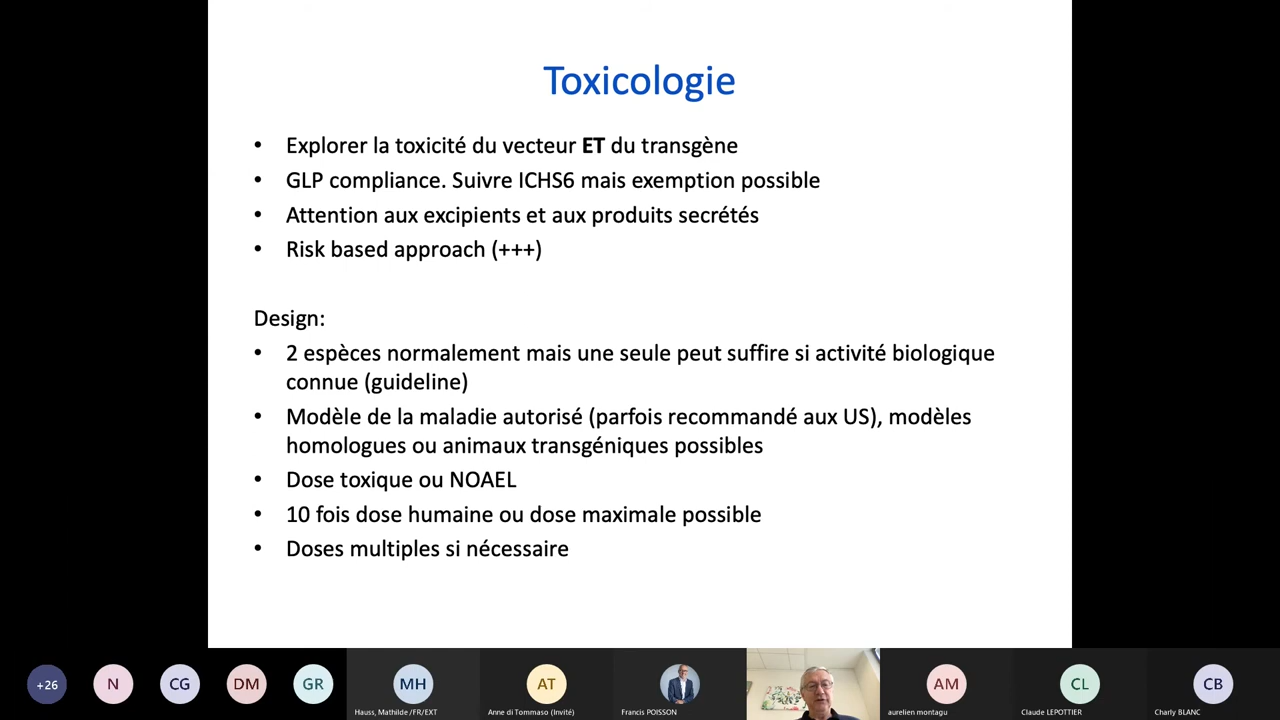 Toxicologie
• Explorer la toxicité du vecteur ET du transgène
• GLP compliance. Suivre ICHS6 mais exemption possible
• Attention aux excipients et aux produits secrétés
• Risk based approach (+++)
Design:
• 2 espèces normalement mais une seule peut suffire si activité biologique
connue (guideline)
• Modèle de la maladie autorisé (parfois recommandé aux US), modèles
homologues ou animaux transgéniques possibles
• Dose toxique ou NOAEL
• 10 fois dose humaine ou dose maximale possible
• Doses multiples si nécessaire
+26
N
CG
DM
GR
MH
Hauss, Mathilde /FR/EXT
AT
Anne di Tommaso (Invité)
Francis POISSON
AM
aurelien montagu
CL
Claude LEPOTTIER
CB
Charly BLANC